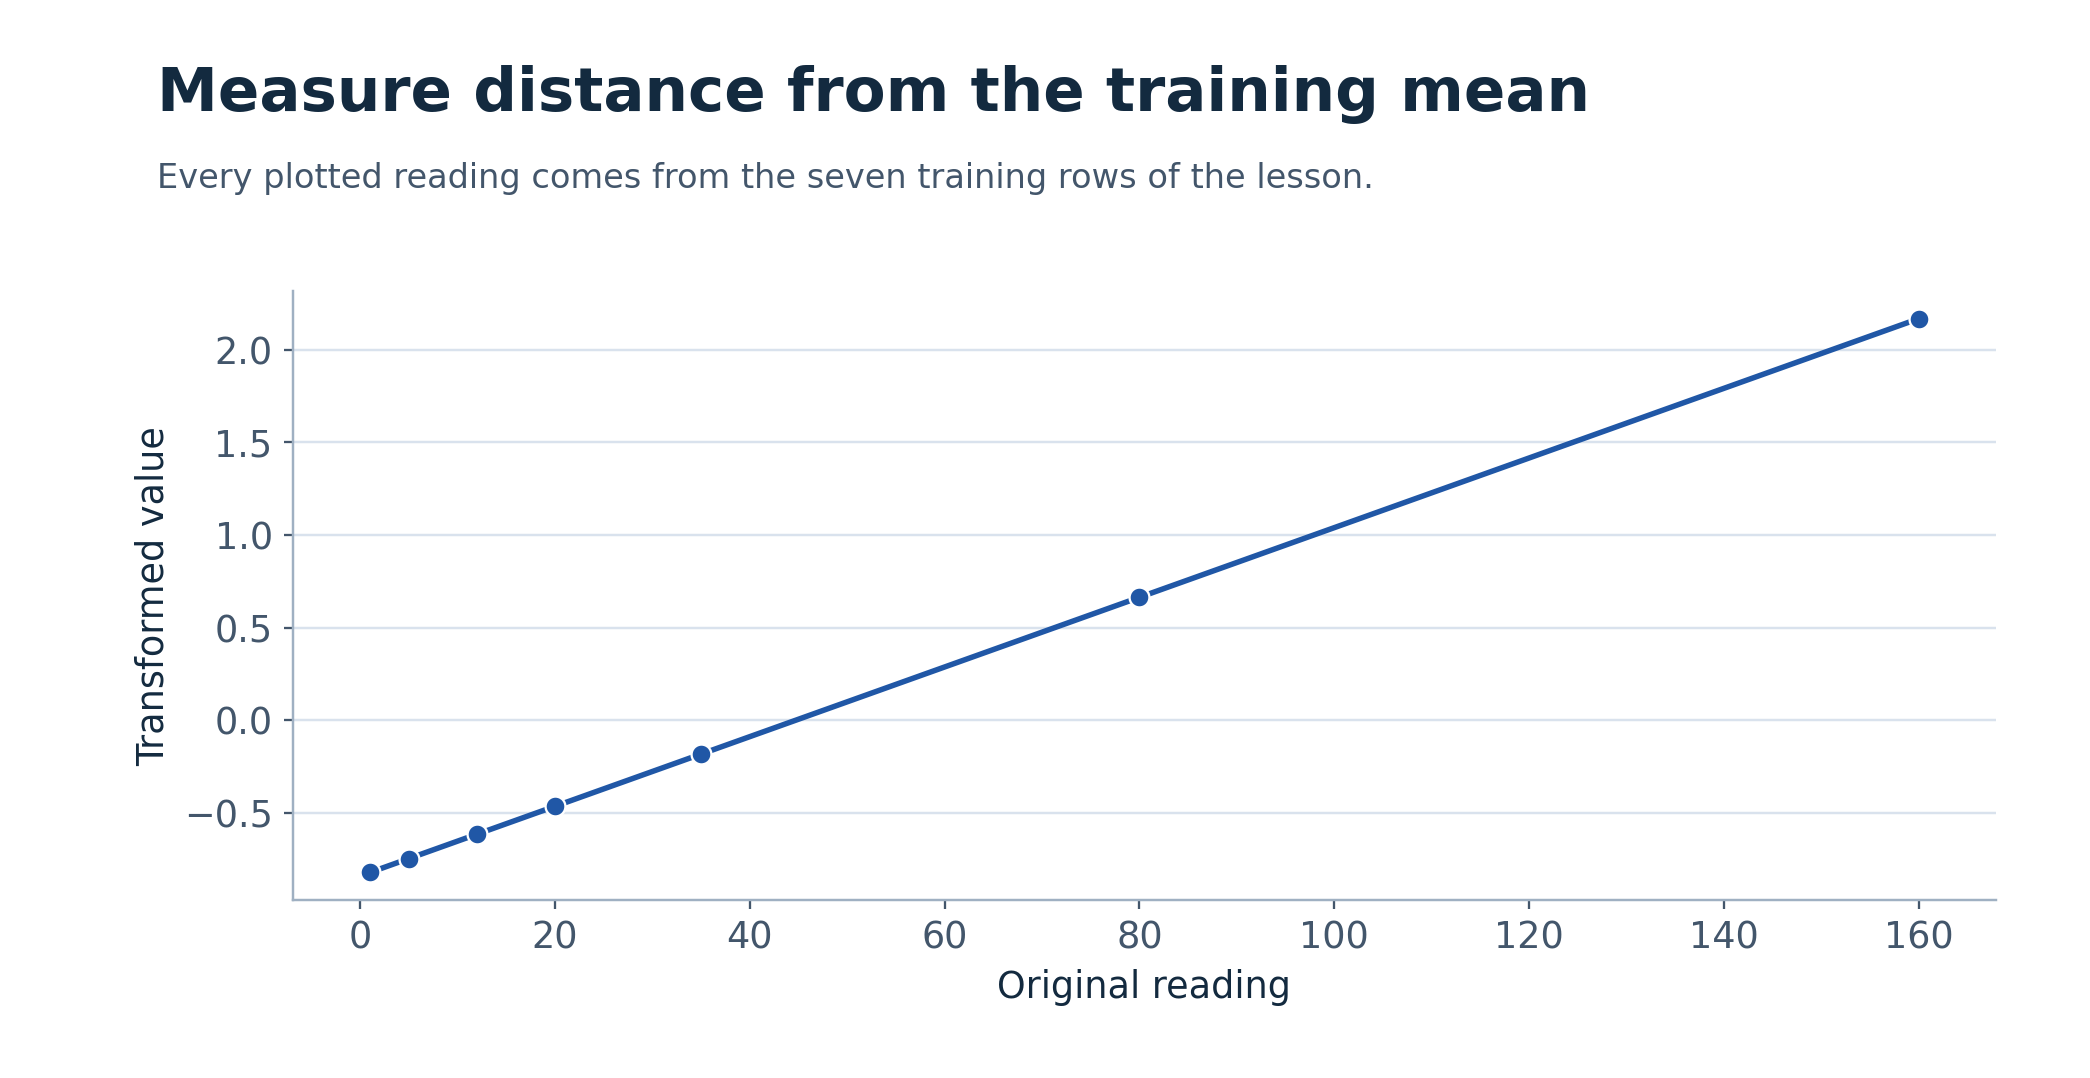 Measure distance from the training mean
Every plotted reading comes from the seven training rows of the lesson.
Transformed value
2.0
1.5
1.0
0.5
0.0
−0.5
0 20 40 60 80 100 120 140 160
Original reading